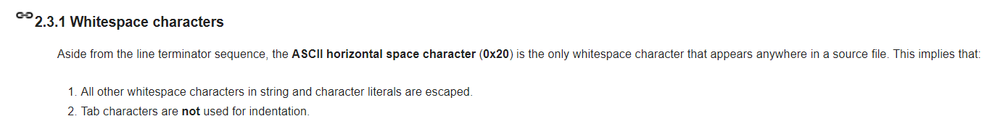 2.3.1 Whitespace characters
Aside from the line terminator sequence, the ASCII horizontal space character (0x20) is the only whitespace character that appears anywhere in a source file. This implies that:
1. All other whitespace characters in string and character literals are escaped.
2. Tab characters are not used for indentation.